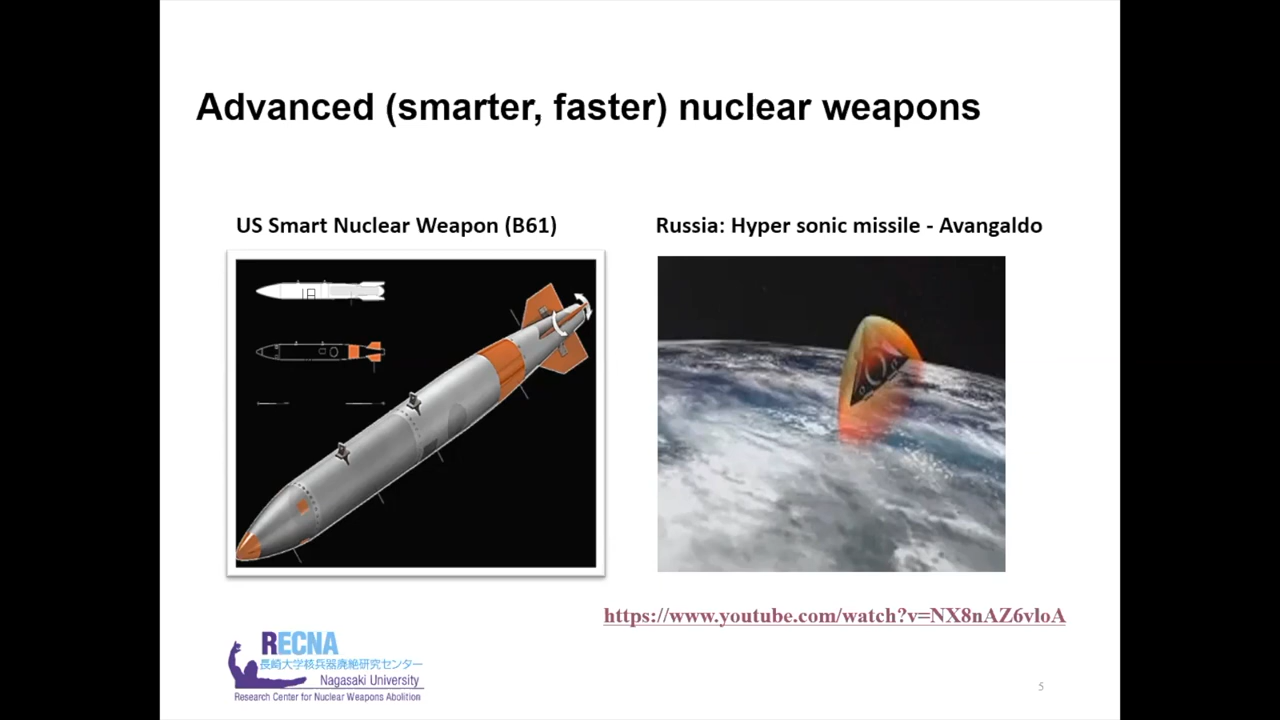 Advanced (smarter, faster) nuclear weapons
US Smart Nuclear Weapon (B61)
Russia: Hyper sonic missile - Avangaldo
https://www.youtube.com/watch?v=NX8nAZ6vloA
RECNA
長崎大学核兵器廃絶研究センター
Nagasaki University
Research Center for Nuclear Weapons Abolition
5